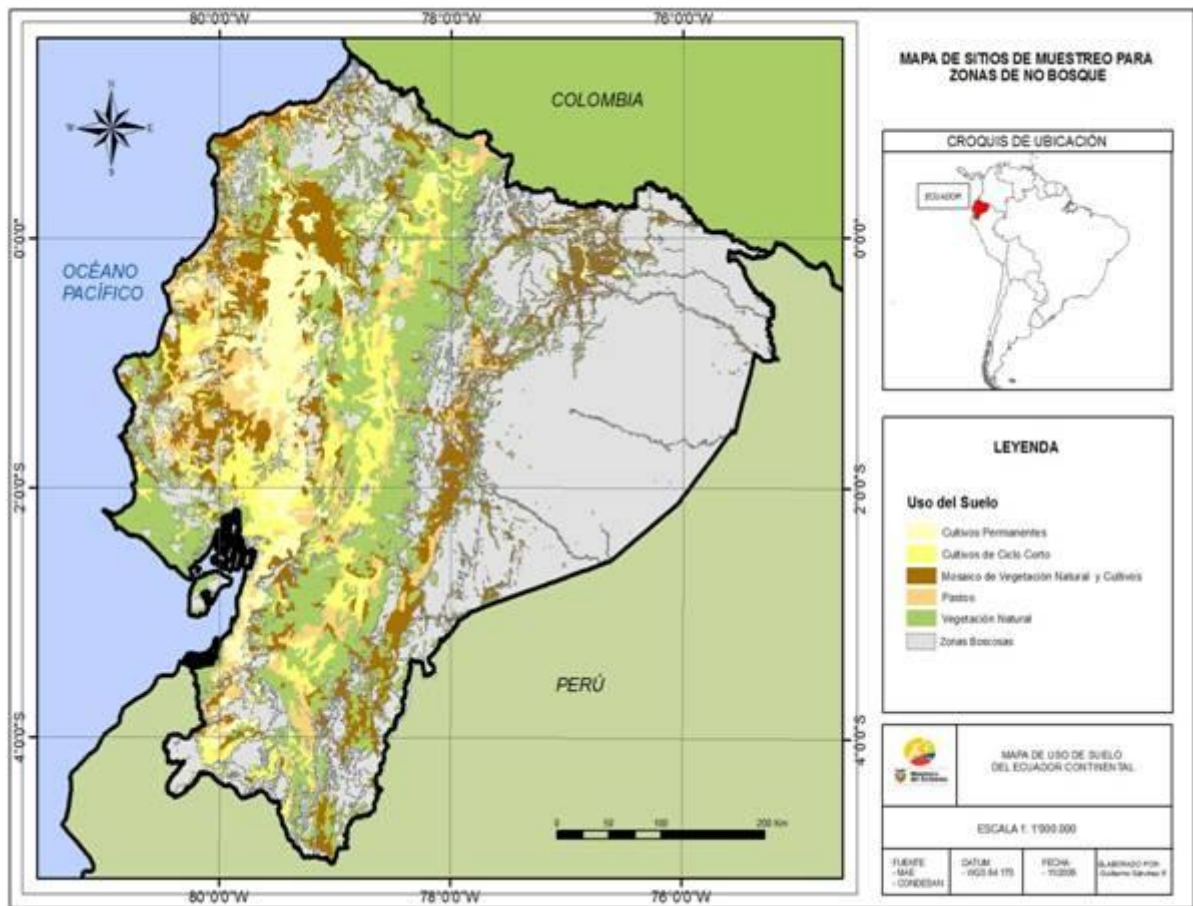 80°0'0"W 78°0'0"W 76°0'0"W
COLOMBIA
OCÉANO
PACÍFICO
PERÚ
0°0'0"
2°0'0"S
4°0'0"S
0°0'0"
2°0'0"S
4°0'0"S
0 50 100 200 Km
80°0'0"W 78°0'0"W 76°0'0"W
MAPA DE SITIOS DE MUESTREO PARA
ZONAS DE NO BOSQUE
CROQUIS DE UBICACIÓN
ECUADOR
LEYENDA
Uso del Suelo
Cultivos Permanentes
Cultivos de Ciclo Corto
Mosaico de Vegetación Natural y Cultivos
Pastos
Vegetación Natural
Zonas Boscosas
MAPA DE USO DE SUELO
DEL ECUADOR CONTINENTAL
ESCALA 1: 1'000.000
FUENTE
- MAE
- CONDESAN
DATUM
- WGS 84 17S
FECHA
ELABORADO POR